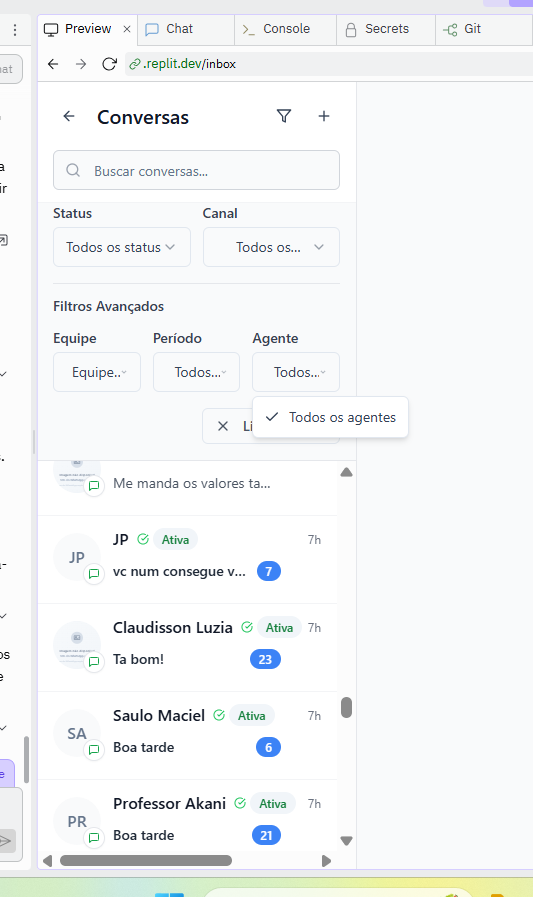 Preview
Chat
Console
Secrets
Git
.replit.dev/inbox
Conversas
Buscar conversas...
Status
Canal
Todos os status
Todos os...
Filtros Avançados
Equipe
Período
Agente
Equipe..
Todos...
Todos...
Todos os agentes
Me manda os valores ta...
JP
JP
Ativa
7h
vc num consegue v...
7
Claudisson Luzia
Ativa
7h
Ta bom!
23
SA
Saulo Maciel
Ativa
7h
Boa tarde
6
PR
Professor Akani
Ativa
7h
Boa tarde
21